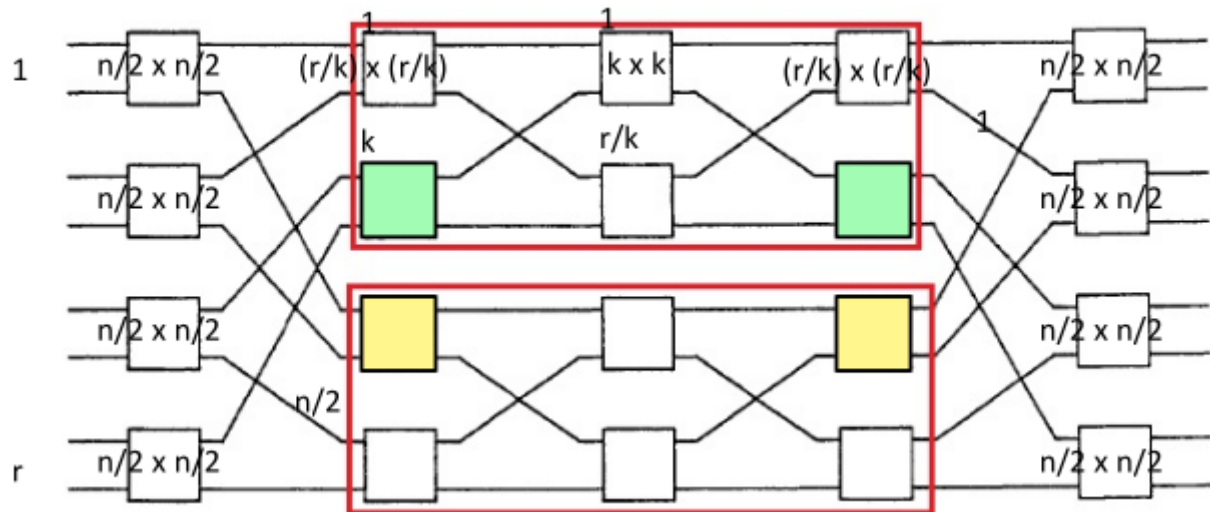 1
1
1
n/2 x n/2
(r/k) x (r/k)
k x k
(r/k) x (r/k)
n/2 x n/2
1
k
r/k
n/2 x n/2
n/2 x n/2
n/2 x n/2
n/2 x n/2
n/2
r
n/2 x n/2
n/2 x n/2